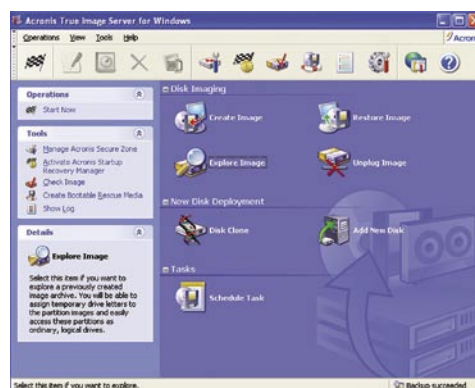 Acronis True Image Server for Windows
Operations View Tools Help
Acronis
Operations
Start Now
Tools
Manage Acronis Secure Zone
Activate Acronis Startup
Recovery Manager
Check Image
Create Bootable Rescue Media
Show Log
Details
Explore Image
Select this item if you want to
explore a previously created
image archive. You will be able to
assign temporary drive letters to
the partition images and easily
access these partitions as
ordinary, logical drives.
Disk Imaging
Create Image
Restore Image
Explore Image
Unplug Image
New Disk Deployment
Disk Clone
Add New Disk
Tasks
Schedule Task
Select this item if you want to explore.
Backup succeeded